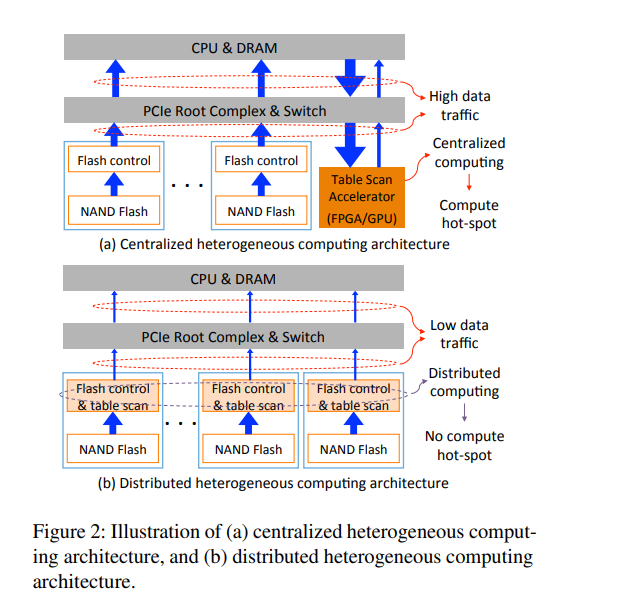 CPU & DRAM
PCIe Root Complex & Switch
High data
traffic
Flash control
Flash control
NAND Flash
. . .
NAND Flash
Table Scan
Accelerator
(FPGA/GPU)
Centralized
computing
Compute
hot-spot
(a) Centralized heterogeneous computing architecture
CPU & DRAM
PCIe Root Complex & Switch
Low data
traffic
Flash control
& table scan
Flash control
& table scan
Flash control
& table scan
. . .
NAND Flash
NAND Flash
NAND Flash
Distributed
computing
No compute
hot-spot
(b) Distributed heterogeneous computing architecture
Figure 2: Illustration of (a) centralized heterogeneous comput-
ing architecture, and (b) distributed heterogeneous computing
architecture.